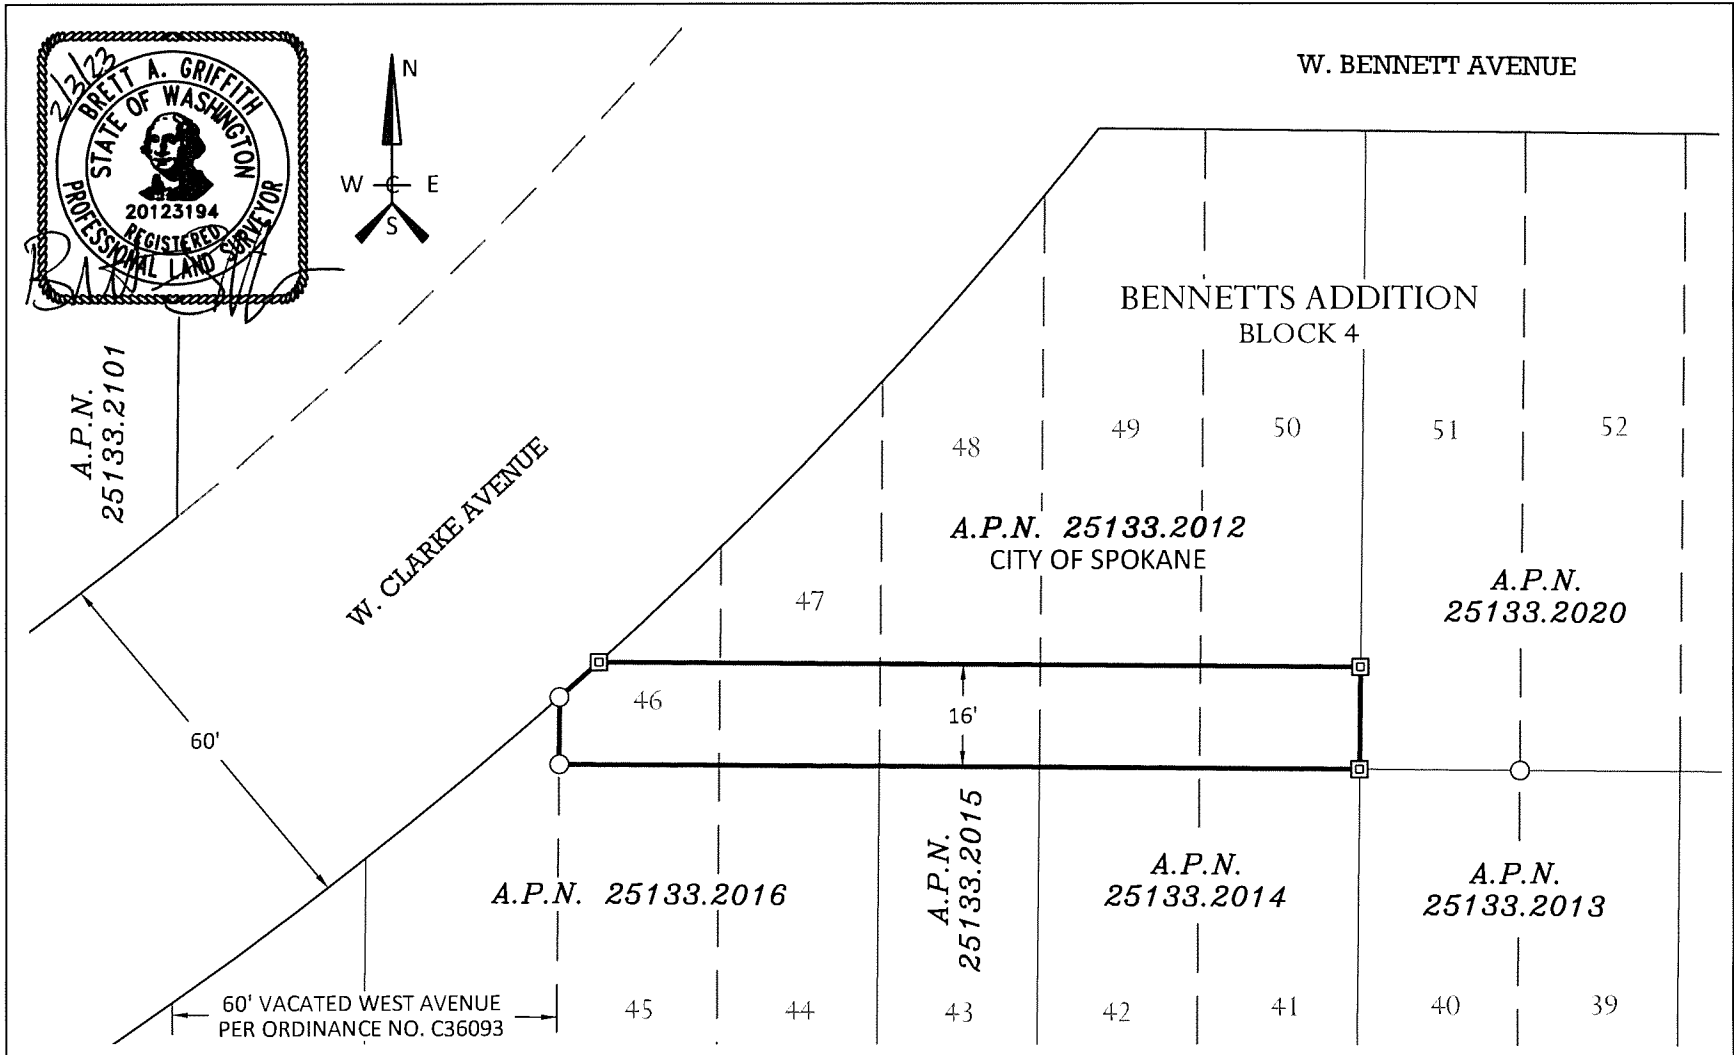 2/3/23
BRETT A. GRIFFITH
STATE OF WASHINGTON
20123194
REGISTERED
PROFESSIONAL LAND SURVEYOR
N
W C E
S
W. BENNETT AVENUE
BENNETTS ADDITION
BLOCK 4
A.P.N.
25133.2101
W. CLARKE AVENUE
48
49
50
51
52
A.P.N. 25133.2012
CITY OF SPOKANE
47
A.P.N.
25133.2020
46
16'
60'
A.P.N. 25133.2016
A.P.N.
25133.2015
A.P.N.
25133.2014
A.P.N.
25133.2013
60' VACATED WEST AVENUE
PER ORDINANCE NO. C36093
45
44
43
42
41
40
39